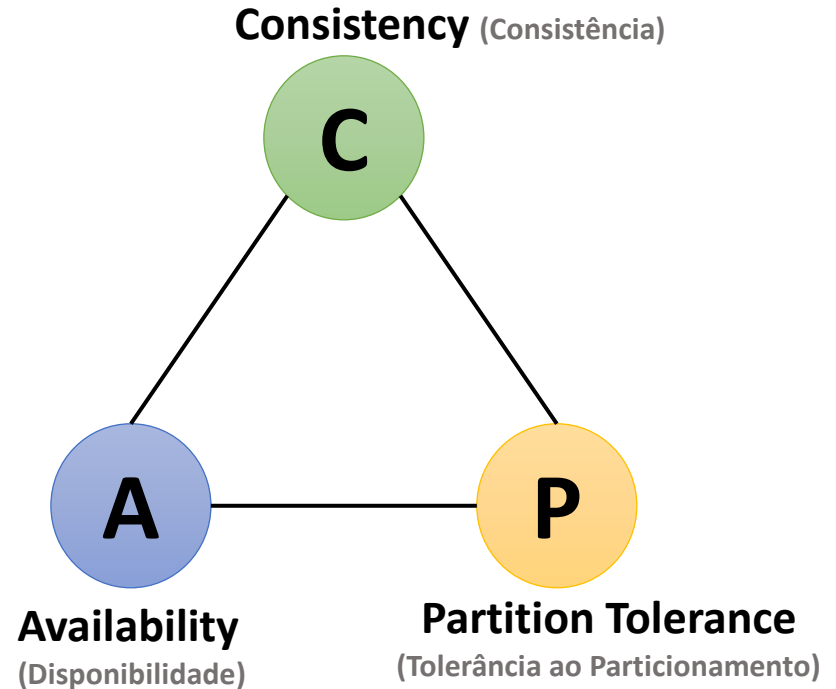 Consistency (Consistência)
C
A
P
Availability
(Disponibilidade)
Partition Tolerance
(Tolerância ao Particionamento)